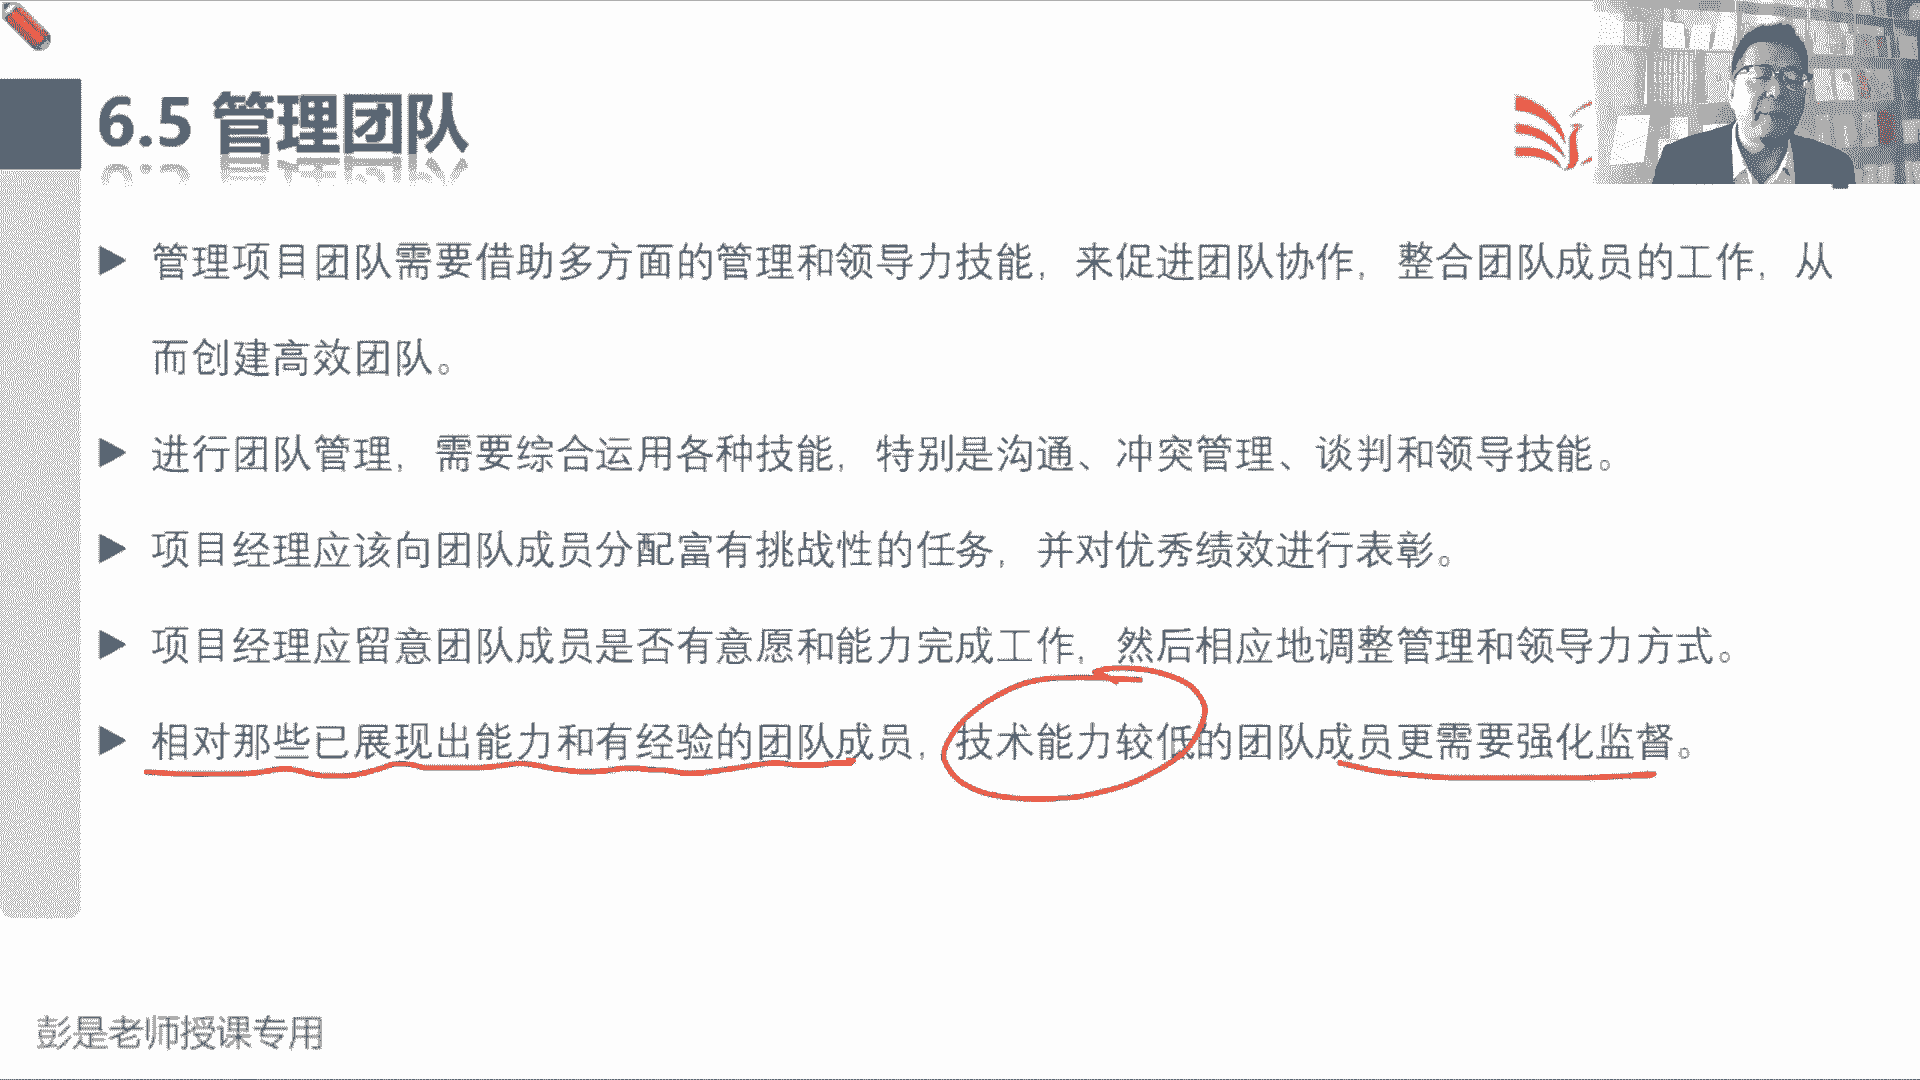 6.5 管理团队
管理项目团队需要借助多方面的管理和领导力技能，来促进团队协作，整合团队成员的工作，从
而创建高效团队。
进行团队管理，需要综合运用各种技能，特别是沟通、冲突管理、谈判和领导技能。
项目经理应该向团队成员分配富有挑战性的任务，并对优秀绩效进行表彰。
项目经理应留意团队成员是否有意愿和能力完成工作，然后相应地调整管理和领导力方式。
相对那些已展现出能力和有经验的团队成员，技术能力较低的团队成员更需要强化监督。
彭是老师授课专用